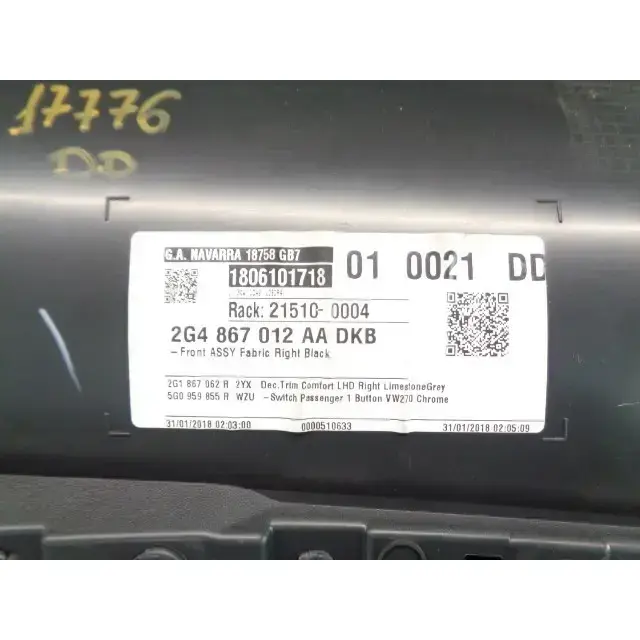 17776
D.D
G.A. NAVARRA 18758 GB7
1806101718
01 0021 DD
Rack: 21510-0004
2G4 867 012 AA DKB
-Front ASSY Fabric Right Black
2G1 867 062 R 2YX Dec.Trim Comfort LHD Right LimestoneGrey
5G0 959 855 R WZU -Switch Passenger 1 Button VW270 Chrome
31/01/2018 02:03:00 0000510633 31/01/2018 02:05:09